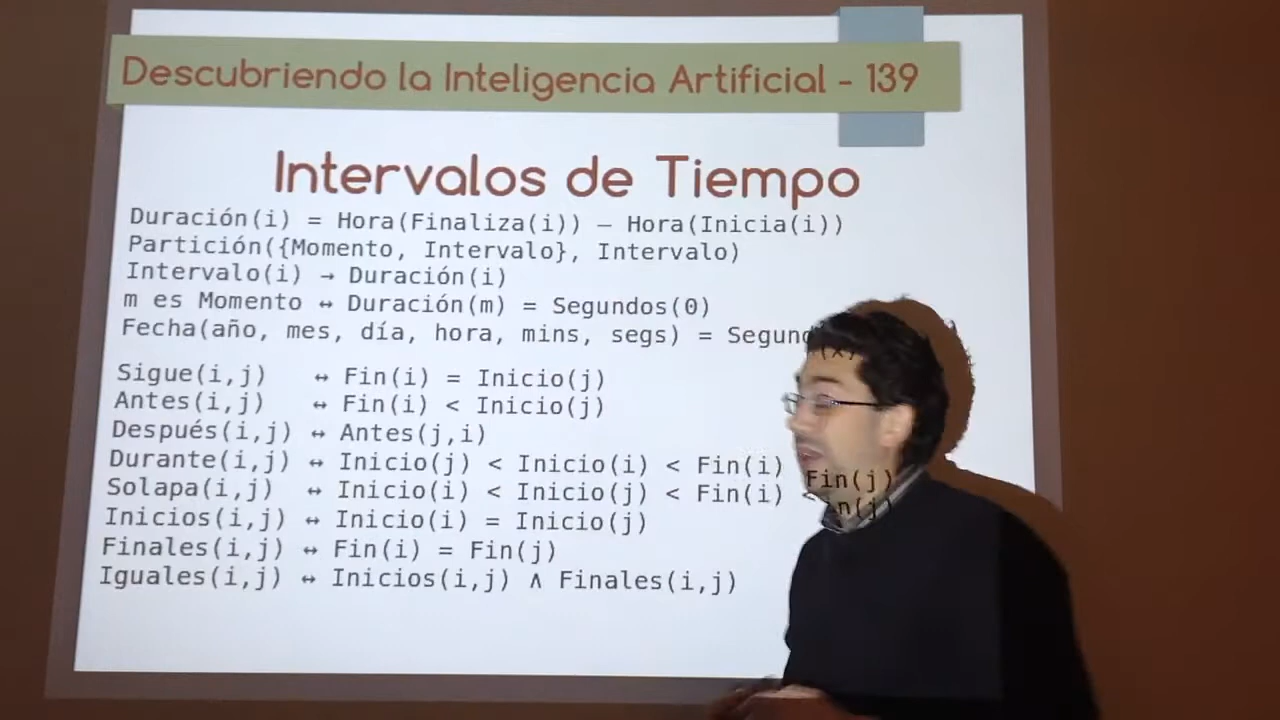 Descubriendo la Inteligencia Artificial - 139
Intervalos de Tiempo
Duración(i) = Hora(Finaliza(i)) – Hora(Inicia(i))
Partición({Momento, Intervalo}, Intervalo)
Intervalo(i) → Duración(i)
m es Momento ↔ Duración(m) = Segundos(0)
Fecha(año, mes, día, hora, mins, segs) = Segundos(x)
Sigue(i,j) ↔ Fin(i) = Inicio(j)
Antes(i,j) ↔ Fin(i) < Inicio(j)
Después(i,j) ↔ Antes(j,i)
Durante(i,j) ↔ Inicio(j) < Inicio(i) < Fin(i) Fin(j)
Solapa(i,j) ↔ Inicio(i) < Inicio(j) < Fin(i) < Fin(j)
Inicios(i,j) ↔ Inicio(i) = Inicio(j)
Finales(i,j) ↔ Fin(i) = Fin(j)
Iguales(i,j) ↔ Inicios(i,j) ∧ Finales(i,j)